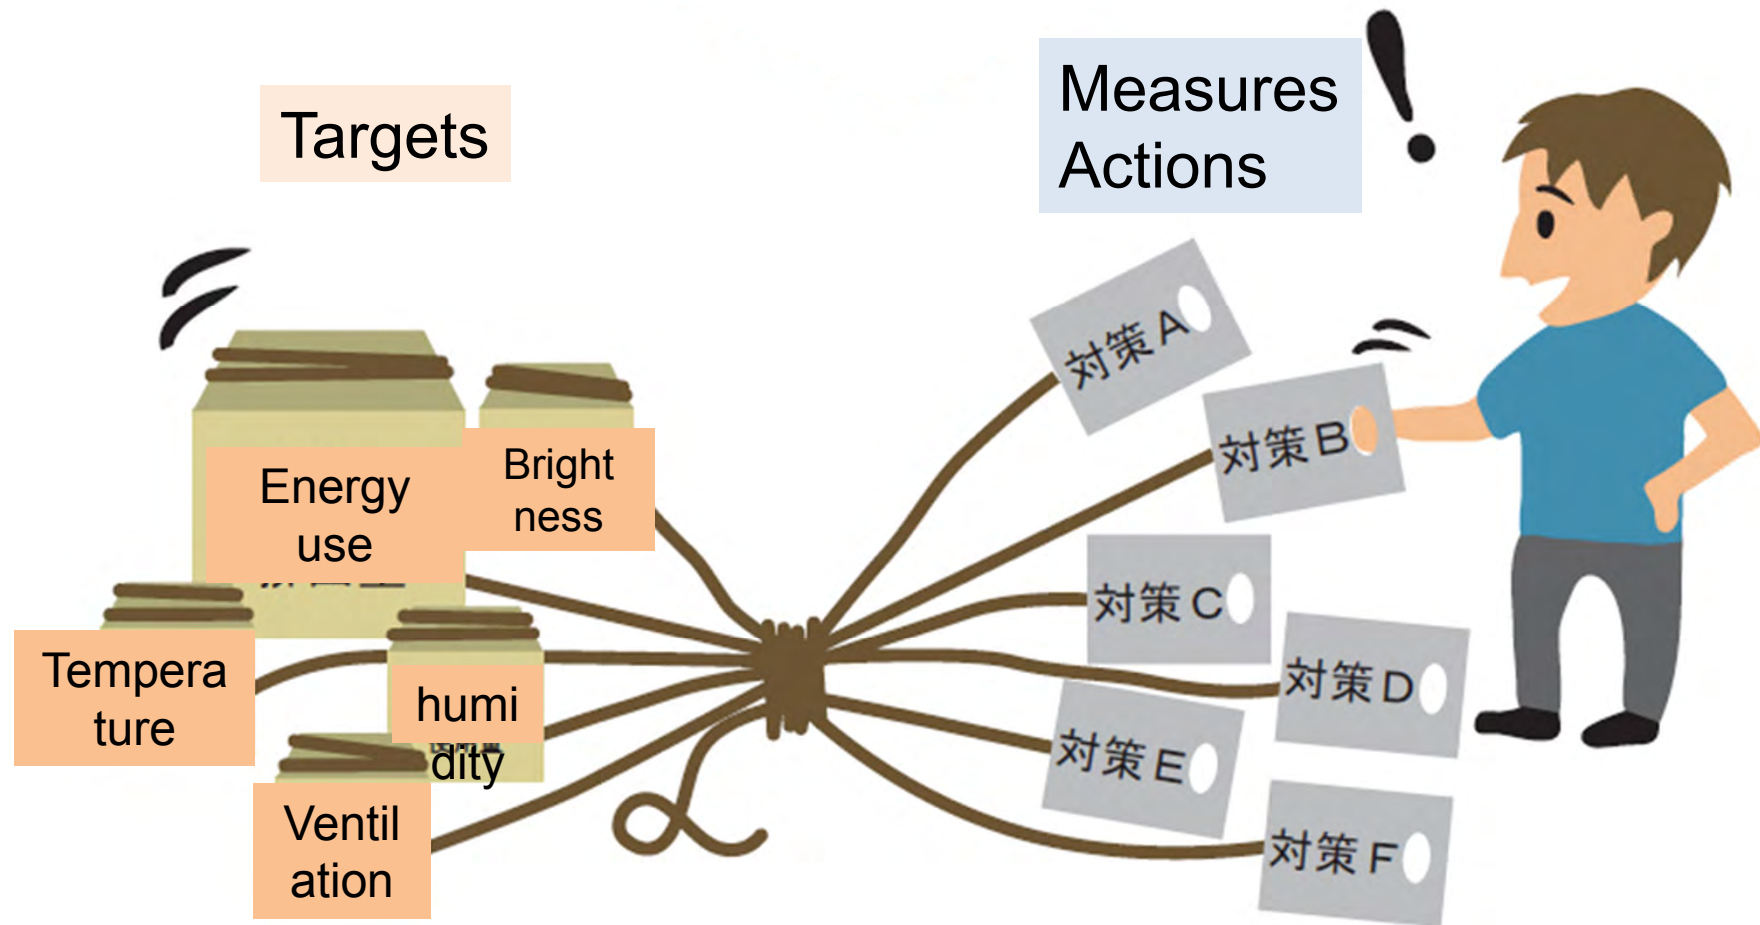 Targets
Measures
Actions
Energy
use
Bright
ness
Tempera
ture
humi
dity
Ventil
ation
対策A
対策B
対策C
対策D
対策E
対策F